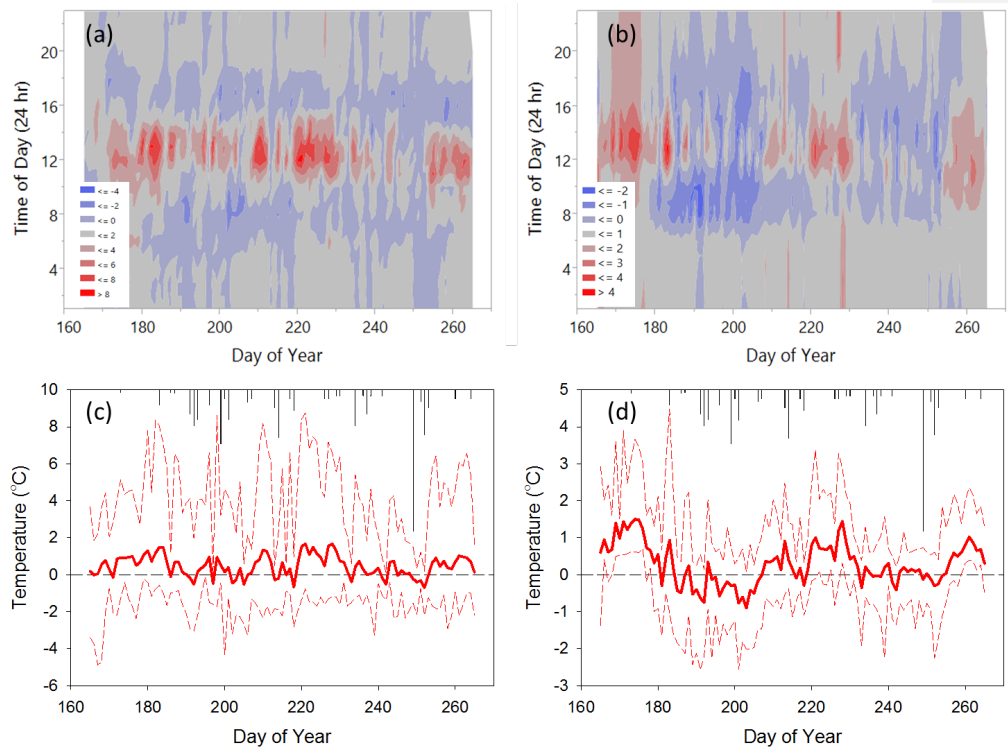 (a)
Time of Day (24 hr)
20
16
12
8
4
<= -4
<= -2
<= 0
<= 2
<= 4
<= 6
<= 8
> 8
160 180 200 220 240 260
Day of Year
(b)
Time of Day (24 hr)
20
16
12
8
4
<= -2
<= -1
<= 0
<= 1
<= 2
<= 3
<= 4
> 4
160 180 200 220 240 260
Day of Year
(c)
Temperature (°C)
10
8
6
4
2
0
-2
-4
-6
160 180 200 220 240 260
Day of Year
(d)
Temperature (°C)
5
4
3
2
1
0
-1
-2
-3
160 180 200 220 240 260
Day of Year